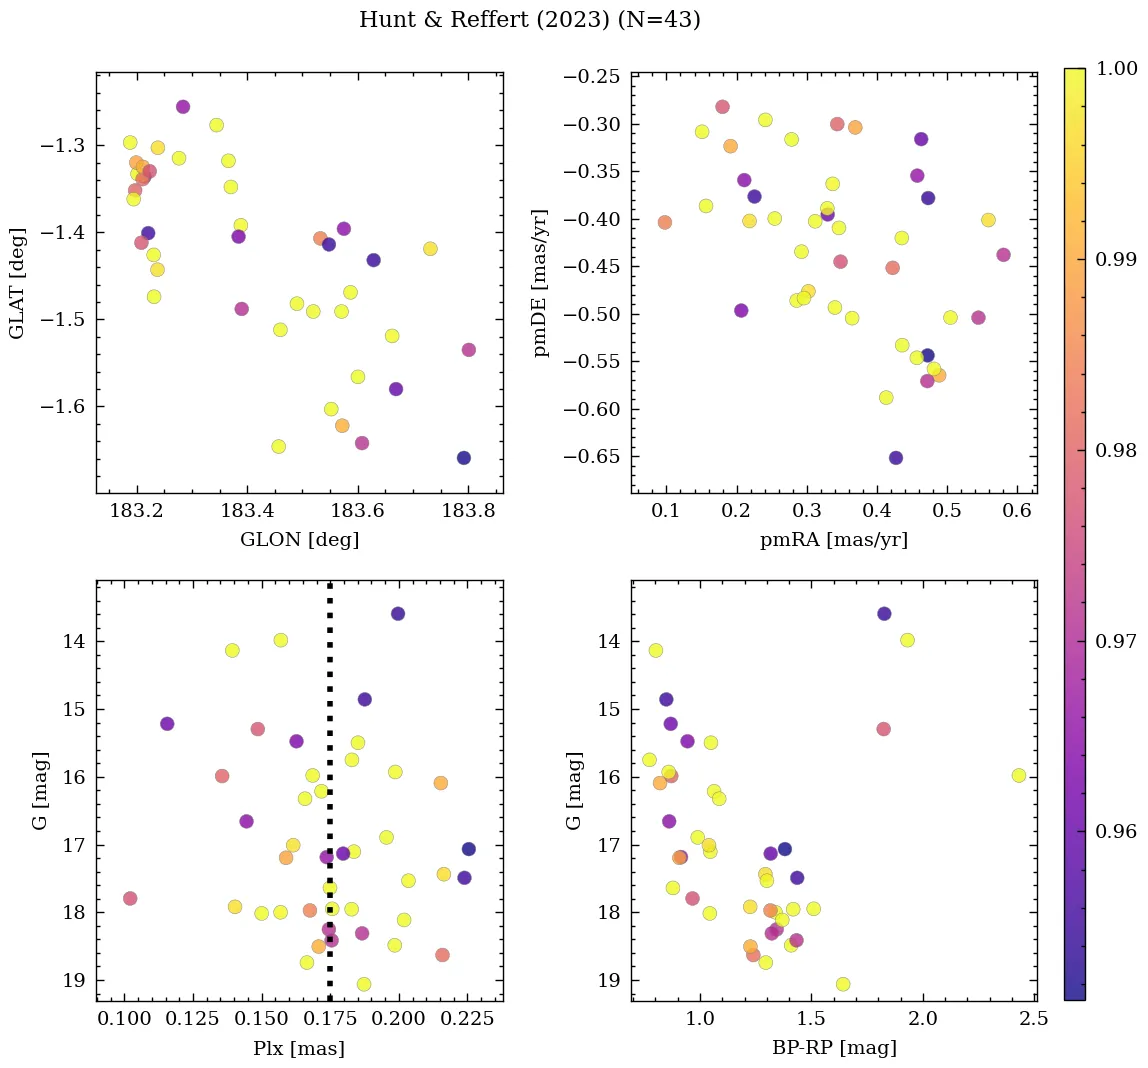 Hunt & Reffert (2023) (N=43)
−1.3
−1.4
−1.5
−1.6
GLAT [deg]
183.2 183.4 183.6 183.8
GLON [deg]
−0.25
−0.30
−0.35
−0.40
−0.45
−0.50
−0.55
−0.60
−0.65
pmDE [mas/yr]
0.1 0.2 0.3 0.4 0.5 0.6
pmRA [mas/yr]
14
15
16
17
18
19
G [mag]
0.100 0.125 0.150 0.175 0.200 0.225
Plx [mas]
14
15
16
17
18
19
G [mag]
1.0 1.5 2.0 2.5
BP-RP [mag]
1.00
0.99
0.98
0.97
0.96